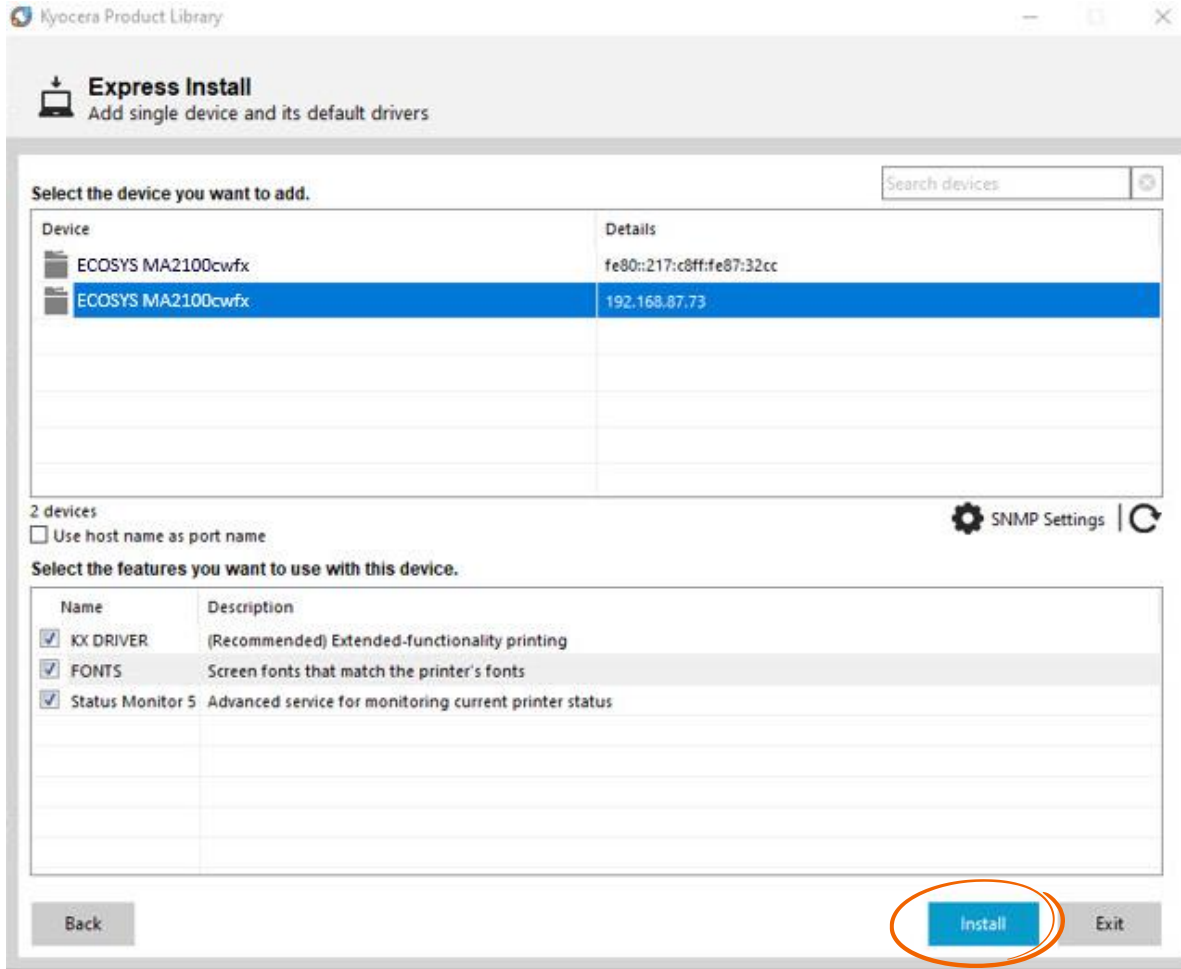 Kyocera Product Library
Express Install
Add single device and its default drivers
Select the device you want to add.
Search devices
Device Details
ECOSYS MA2100cwfx fe80::217:c8ff:fe87:32cc
ECOSYS MA2100cwfx 192.168.87.73
2 devices
SNMP Settings
Use host name as port name
Select the features you want to use with this device.
Name Description
KX DRIVER (Recommended) Extended-functionality printing
FONTS Screen fonts that match the printer's fonts
Status Monitor 5 Advanced service for monitoring current printer status
Back Install Exit